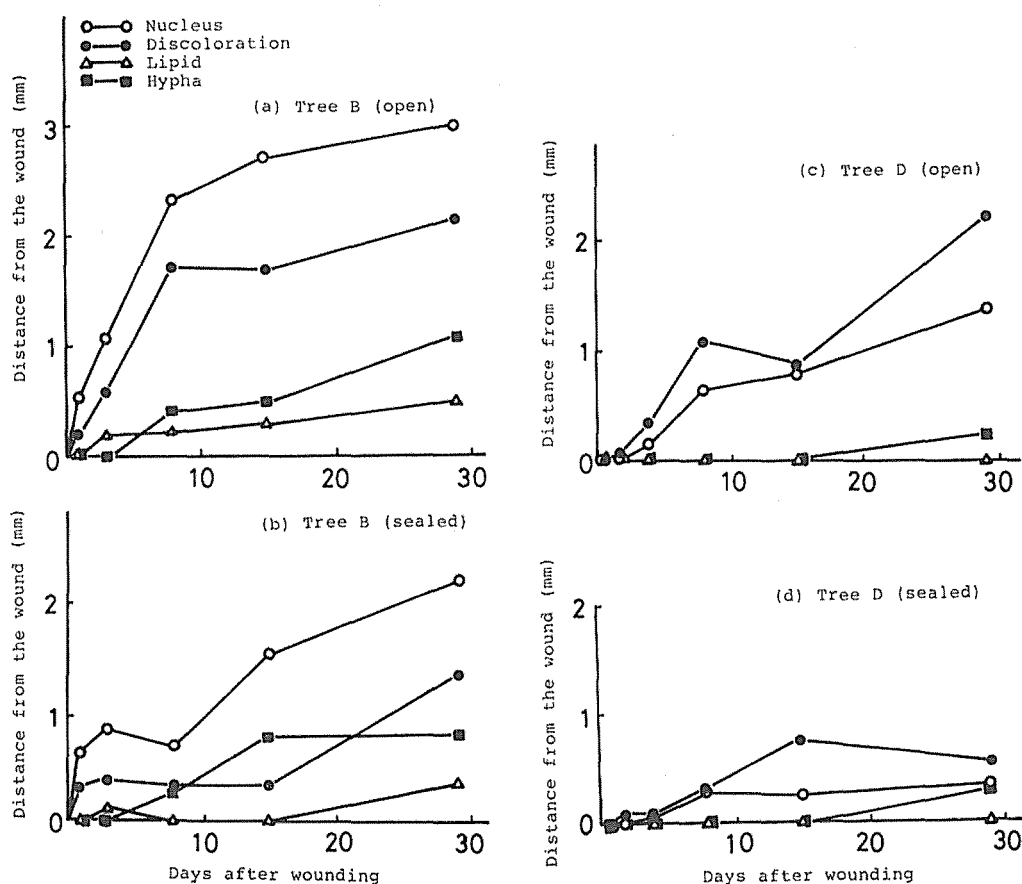 Nucleus
Discoloration
Lipid
Hypha
(a) Tree B (open)
Distance from the wound (mm)
3
2
1
0
10
20
30
(c) Tree D (open)
Distance from the wound (mm)
2
1
0
10
20
30
(b) Tree B (sealed)
Distance from the wound (mm)
2
1
0
10
20
30
Days after wounding
(d) Tree D (sealed)
Distance from the wound (mm)
2
1
0
10
20
30
Days after wounding